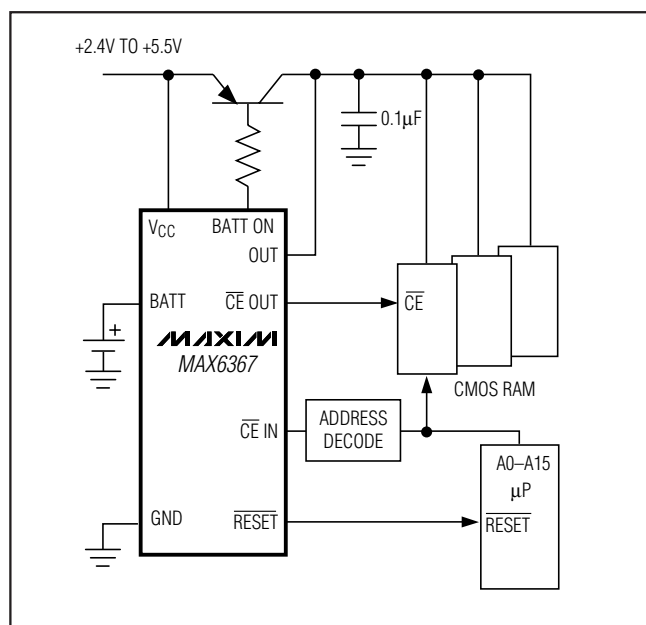 +2.4V TO +5.5V
0.1μF
VCC
BATT ON
OUT
BATT
CE OUT
CE
MAXIM
MAX6367
CMOS RAM
CE IN
ADDRESS
DECODE
A0–A15
μP
GND
RESET
RESET
+